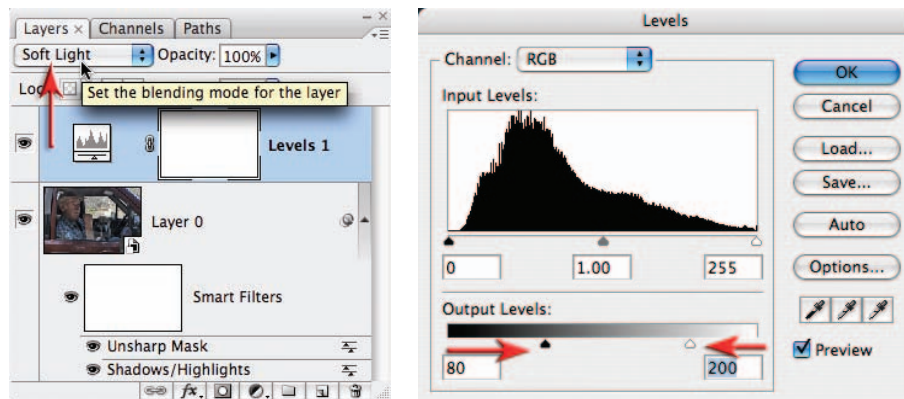 Layers × Channels Paths
Soft Light Opacity: 100%
Set the blending mode for the layer
Levels 1
Layer 0
Smart Filters
Unsharp Mask
Shadows/Highlights
fx.
Levels
Channel: RGB
Input Levels:
0 1.00 255
Output Levels:
80 200
OK
Cancel
Load...
Save...
Auto
Options...
Preview